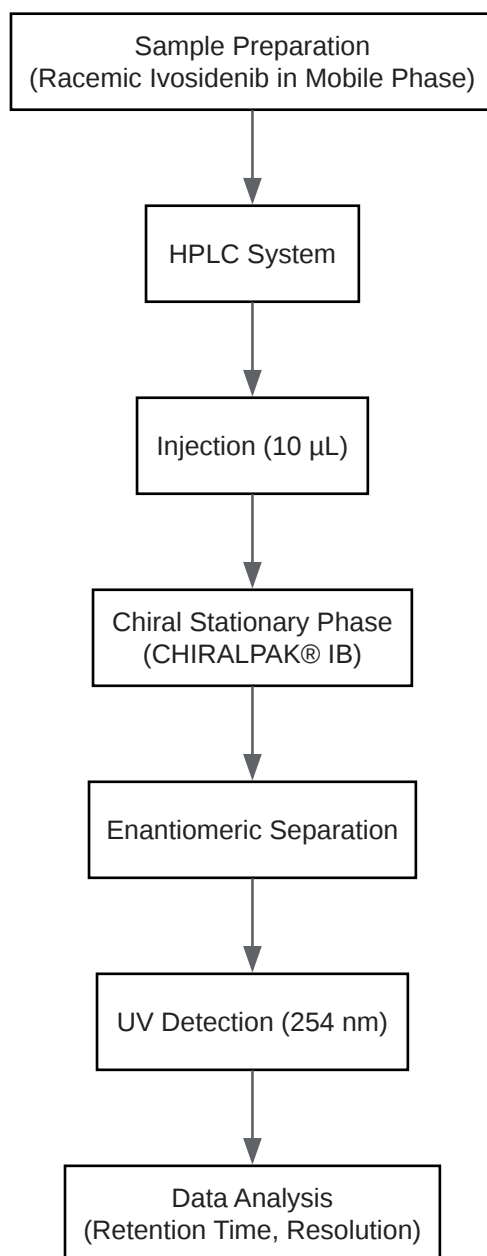 Sample Preparation
(Racemic Ivosidenib in Mobile Phase)
HPLC System
Injection (10 µL)
Chiral Stationary Phase
(CHIRALPAK® IB)
Enantiomeric Separation
UV Detection (254 nm)
Data Analysis
(Retention Time, Resolution)